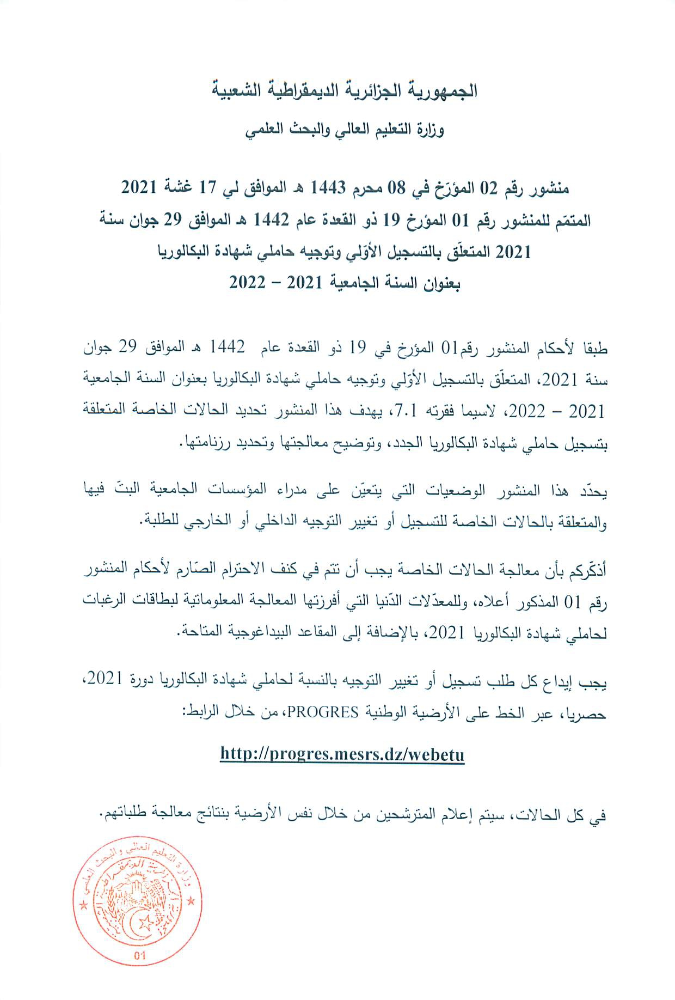 الجمهورية الجزائرية الديمقراطية الشعبية
وزارة التعليم العالي والبحث العلمي
منشور رقم 02 المؤرّخ في 08 محرم 1443 هـ الموافق لي 17 غشة 2021
المتمّم للمنشور رقم 01 المؤرخ 19 ذو القعدة عام 1442 هـ الموافق 29 جوان سنة
2021 المتعلّق بالتسجيل الأوّلي وتوجيه حاملي شهادة البكالوريا
بعنوان السنة الجامعية 2021 – 2022
طبقا لأحكام المنشور رقم01 المؤرخ في 19 ذو القعدة عام 1442 هـ الموافق 29 جوان
سنة 2021، المتعلّق بالتسجيل الأوّلي وتوجيه حاملي شهادة البكالوريا بعنوان السنة الجامعية
2021 – 2022، لاسيما فقرته 7.1، يهدف هذا المنشور تحديد الحالات الخاصة المتعلقة
بتسجيل حاملي شهادة البكالوريا الجدد، وتوضيح معالجتها وتحديد رزنامتها.
يحدّد هذا المنشور الوضعيات التي يتعيّن على مدراء المؤسسات الجامعية البتّ فيها
والمتعلقة بالحالات الخاصة للتسجيل أو تغيير التوجيه الداخلي أو الخارجي للطلبة.
أذكّركم بأن معالجة الحالات الخاصة يجب أن تتم في كنف الاحترام الصّارم لأحكام المنشور
رقم 01 المذكور أعلاه، وللمعدّلات الدّنيا التي أفرزتها المعالجة المعلوماتية لبطاقات الرغبات
لحاملي شهادة البكالوريا 2021، بالإضافة إلى المقاعد البيداغوجية المتاحة.
يجب إيداع كل طلب تسجيل أو تغيير التوجيه بالنسبة لحاملي شهادة البكالوريا دورة 2021،
حصريا، عبر الخط على الأرضية الوطنية PROGRES، من خلال الرابط:
http://progres.mesrs.dz/webetu
في كل الحالات، سيتم إعلام المترشحين من خلال نفس الأرضية بنتائج معالجة طلباتهم.
وزارة التعليم العالي والبحث العلمي
الجمهورية الجزائرية الديمقراطية الشعبية
01